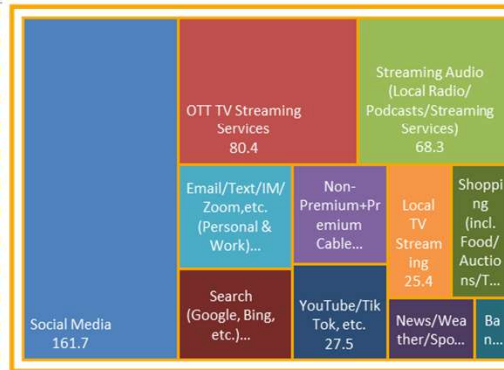 Social Media
161.7
OTT TV Streaming
Services
80.4
Streaming Audio
(Local Radio/
Podcasts/Streaming
Services)
68.3
Email/Text/IM/
Zoom,etc.
(Personal &
Work)...
Search
(Google, Bing,
etc.)...
Non-
Premium+Pr
emium
Cable...
YouTube/Tik
Tok, etc.
27.5
Local
TV
Stream
ing
25.4
Shoppi
ng
(incl.
Food/
Auctio
ns/T...
News/Wea
ther/Spo...
Ba
n...